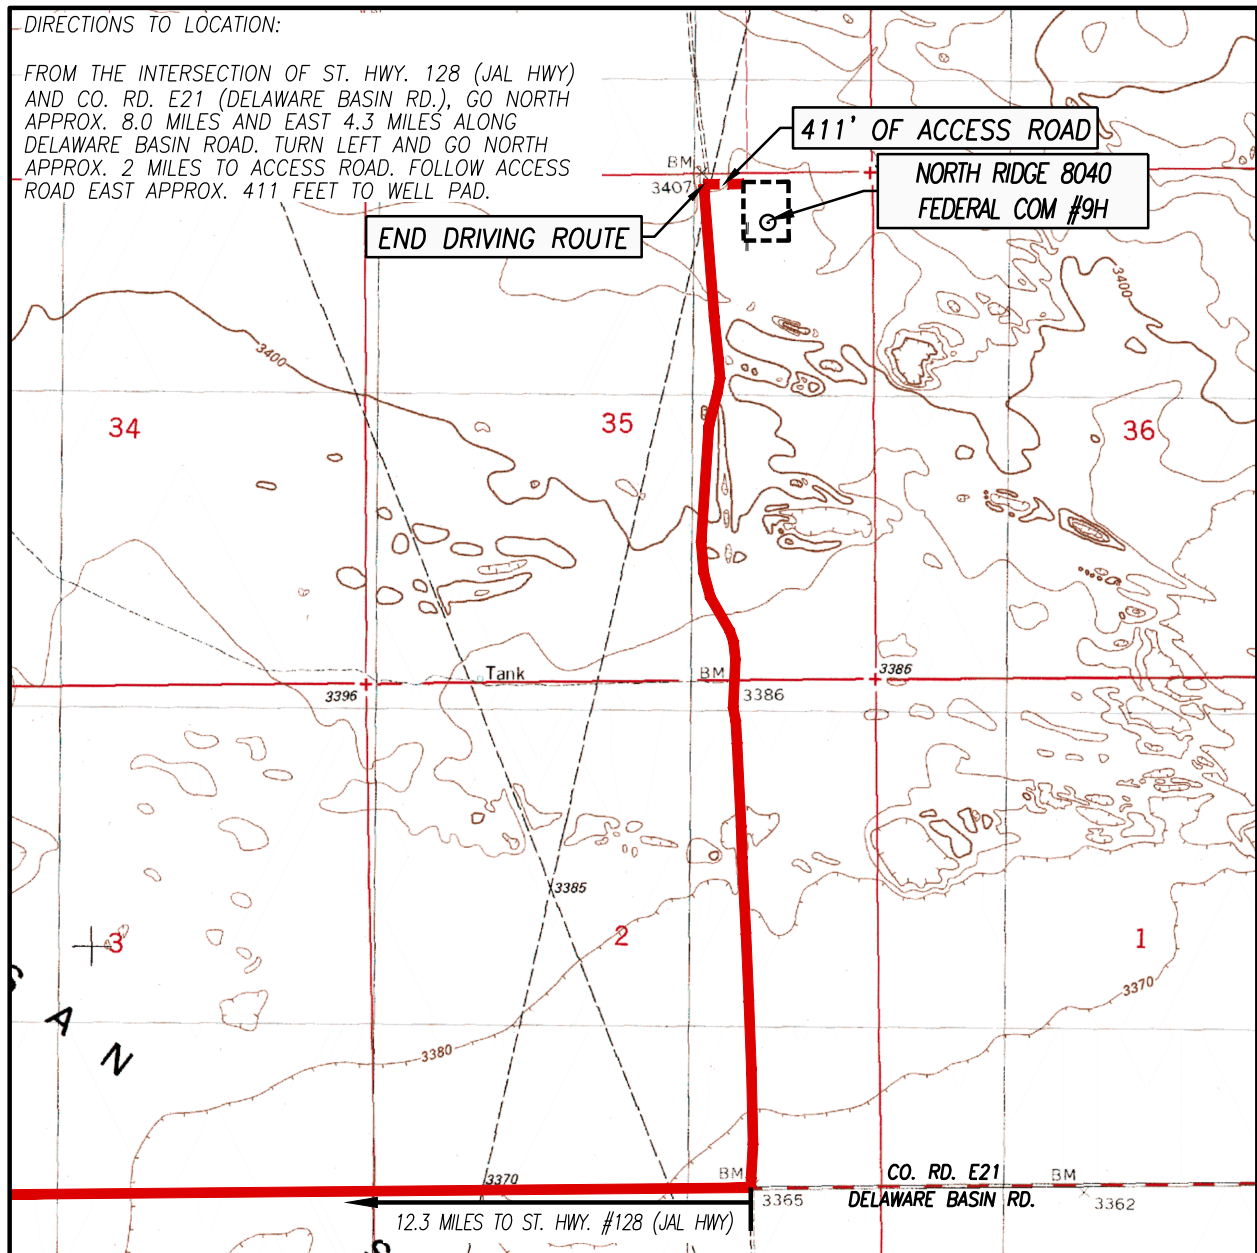 DIRECTIONS TO LOCATION:
FROM THE INTERSECTION OF ST. HWY. 128 (JAL HWY)
AND CO. RD. E21 (DELAWARE BASIN RD.), GO NORTH
APPROX. 8.0 MILES AND EAST 4.3 MILES ALONG
DELAWARE BASIN ROAD. TURN LEFT AND GO NORTH
APPROX. 2 MILES TO ACCESS ROAD. FOLLOW ACCESS
ROAD EAST APPROX. 411 FEET TO WELL PAD.
411' OF ACCESS ROAD
BM
3407
NORTH RIDGE 8040
FEDERAL COM #9H
END DRIVING ROUTE
3400
3400
34
35
36
Tank
BM
3386
3396
3386
3385
3
2
1
3370
S
A
N
3380
3370
BM
CO. RD. E21
BM
3365
DELAWARE BASIN RD.
3362
12.3 MILES TO ST. HWY. #128 (JAL HWY)